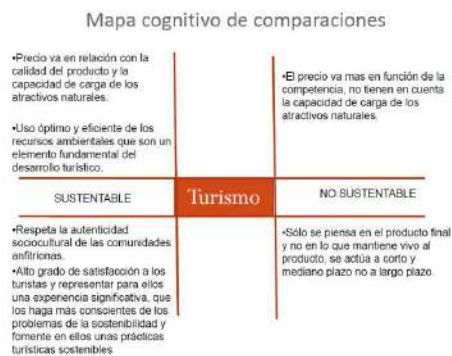 Mapa cognitivo de comparaciones
•Precio va en relación con la
calidad del producto y la
capacidad de carga de los
atractivos naturales.
•Uso óptimo y eficiente de los
recursos ambientales que son un
elemento fundamental del
desarrollo turístico.
•El precio va mas en función de la
competencia, no tienen en cuenta
la capacidad de carga de los
atractivos naturales.
SUSTENTABLE
Turismo
NO SUSTENTABLE
•Respeta la autenticidad
sociocultural de las comunidades
anfitrionas.
•Alto grado de satisfacción a los
turistas y representar para ellos
una experiencia significativa, que
los haga más conscientes de los
problemas de la sostenibilidad y
fomente en ellos unas prácticas
turísticas sostenibles
•Sólo se piensa en el producto final
y no en lo que mantiene vivo al
producto, se actúa a corto y
mediano plazo no a largo plazo.